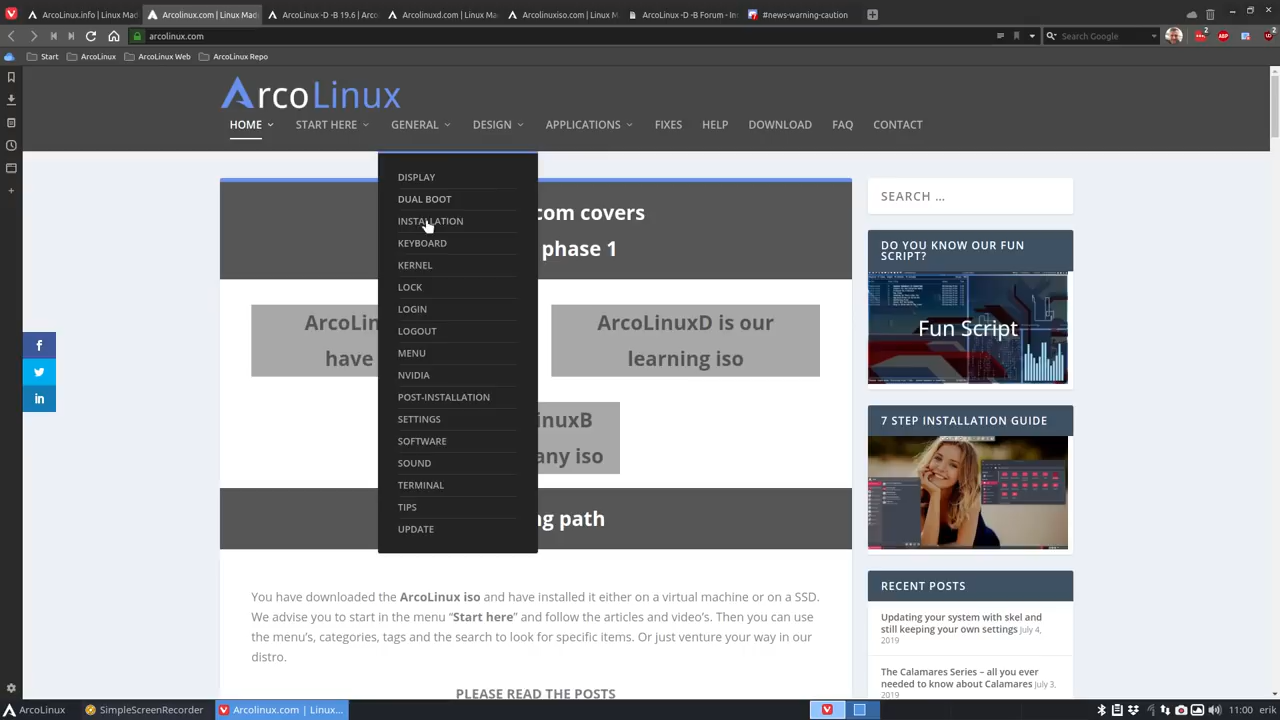 Arcolinux.info | Linux Mad
Arcolinux.com | Linux Mad
ArcoLinux-D -B 19.6 | Arco
Arcolinuxd.com | Linux Ma
Arcolinuxiso.com | Linux M
ArcoLinux -D -B Forum - In
#news-warning-caution
arcolinux.com
Search Google
2
ABP
2
Start
ArcoLinux
ArcoLinux Web
ArcoLinux Repo
ArcoLinux
HOME
START HERE
GENERAL
DESIGN
APPLICATIONS
FIXES
HELP
DOWNLOAD
FAQ
CONTACT
DISPLAY
DUAL BOOT
INSTALLATION
KEYBOARD
KERNEL
LOCK
LOGIN
LOGOUT
MENU
NVIDIA
POST-INSTALLATION
SETTINGS
SOFTWARE
SOUND
TERMINAL
TIPS
UPDATE
com covers
phase 1
ArcoLin
have
ArcoLinuxD is our
learning iso
inuxB
any iso
ng path
You have downloaded the ArcoLinux iso and have installed it either on a virtual machine or on a SSD.
We advise you to start in the menu “Start here” and follow the articles and video’s. Then you can use
the menu’s, categories, tags and the search to look for specific items. Or just venture your way in our
distro.
PLEASE READ THE POSTS
SEARCH …
DO YOU KNOW OUR FUN
SCRIPT?
Fun Script
7 STEP INSTALLATION GUIDE
RECENT POSTS
Updating your system with skel and
still keeping your own settings July 4,
2019
The Calamares Series – all you ever
needed to know about Calamares July 3,
2019
ArcoLinux
SimpleScreenRecorder
Arcolinux.com | Linux...
11:00
erik